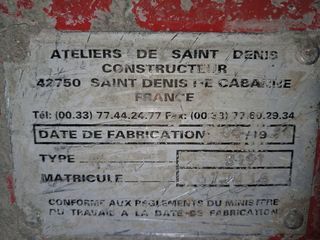 ATELIERS DE SAINT DENIS
CONSTRUCTEUR
42750 SAINT DENIS DE CABANNE
FRANCE
Tél: (00.33) 77.44.24.77 Fax: (00.33) 77.60.29.34
DATE DE FABRICATION
TYPE
MATRICULE
CONFORME AUX REGLEMENTS DU MINISTERE
DU TRAVAIL A LA DATE DE FABRICATION